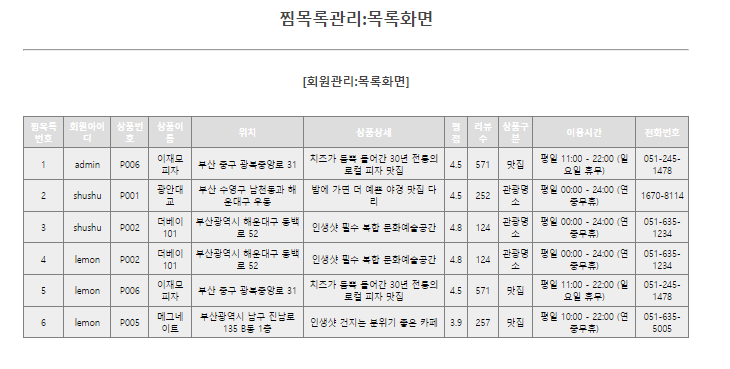 찜목록관리:목록화면
[회원관리:목록화면]
찜목록번호 회원아이디 상품번호 상품이름 위치 상품상세 평점 리뷰수 상품구분 이용시간 전화번호
1 admin P006 이재모피자 부산 중구 광복중앙로 31 치즈가 듬뿍 들어간 30년 전통의 로컬 피자 맛집 4.5 571 맛집 평일 11:00 - 22:00 (일요일 휴무) 051-245-1478
2 shushu P001 광안대교 부산 수영구 남천동과 해운대구 우동 밤에 가면 더 예쁜 야경 맛집 다리 4.5 252 관광명소 평일 00:00 - 24:00 (연중무휴) 1670-8114
3 shushu P002 더베이101 부산광역시 해운대구 동백로 52 인생샷 필수 복합 문화예술공간 4.8 124 관광명소 평일 00:00 - 24:00 (연중무휴) 051-635-1234
4 lemon P002 더베이101 부산광역시 해운대구 동백로 52 인생샷 필수 복합 문화예술공간 4.8 124 관광명소 평일 00:00 - 24:00 (연중무휴) 051-635-1234
5 lemon P006 이재모피자 부산 중구 광복중앙로 31 치즈가 듬뿍 들어간 30년 전통의 로컬 피자 맛집 4.5 571 맛집 평일 11:00 - 22:00 (일요일 휴무) 051-245-1478
6 lemon P005 메그네이트 부산광역시 남구 진남로 135 B동 1층 인생샷 건지는 분위기 좋은 카페 3.9 257 맛집 평일 10:00 - 22:00 (연중무휴) 051-635-5005